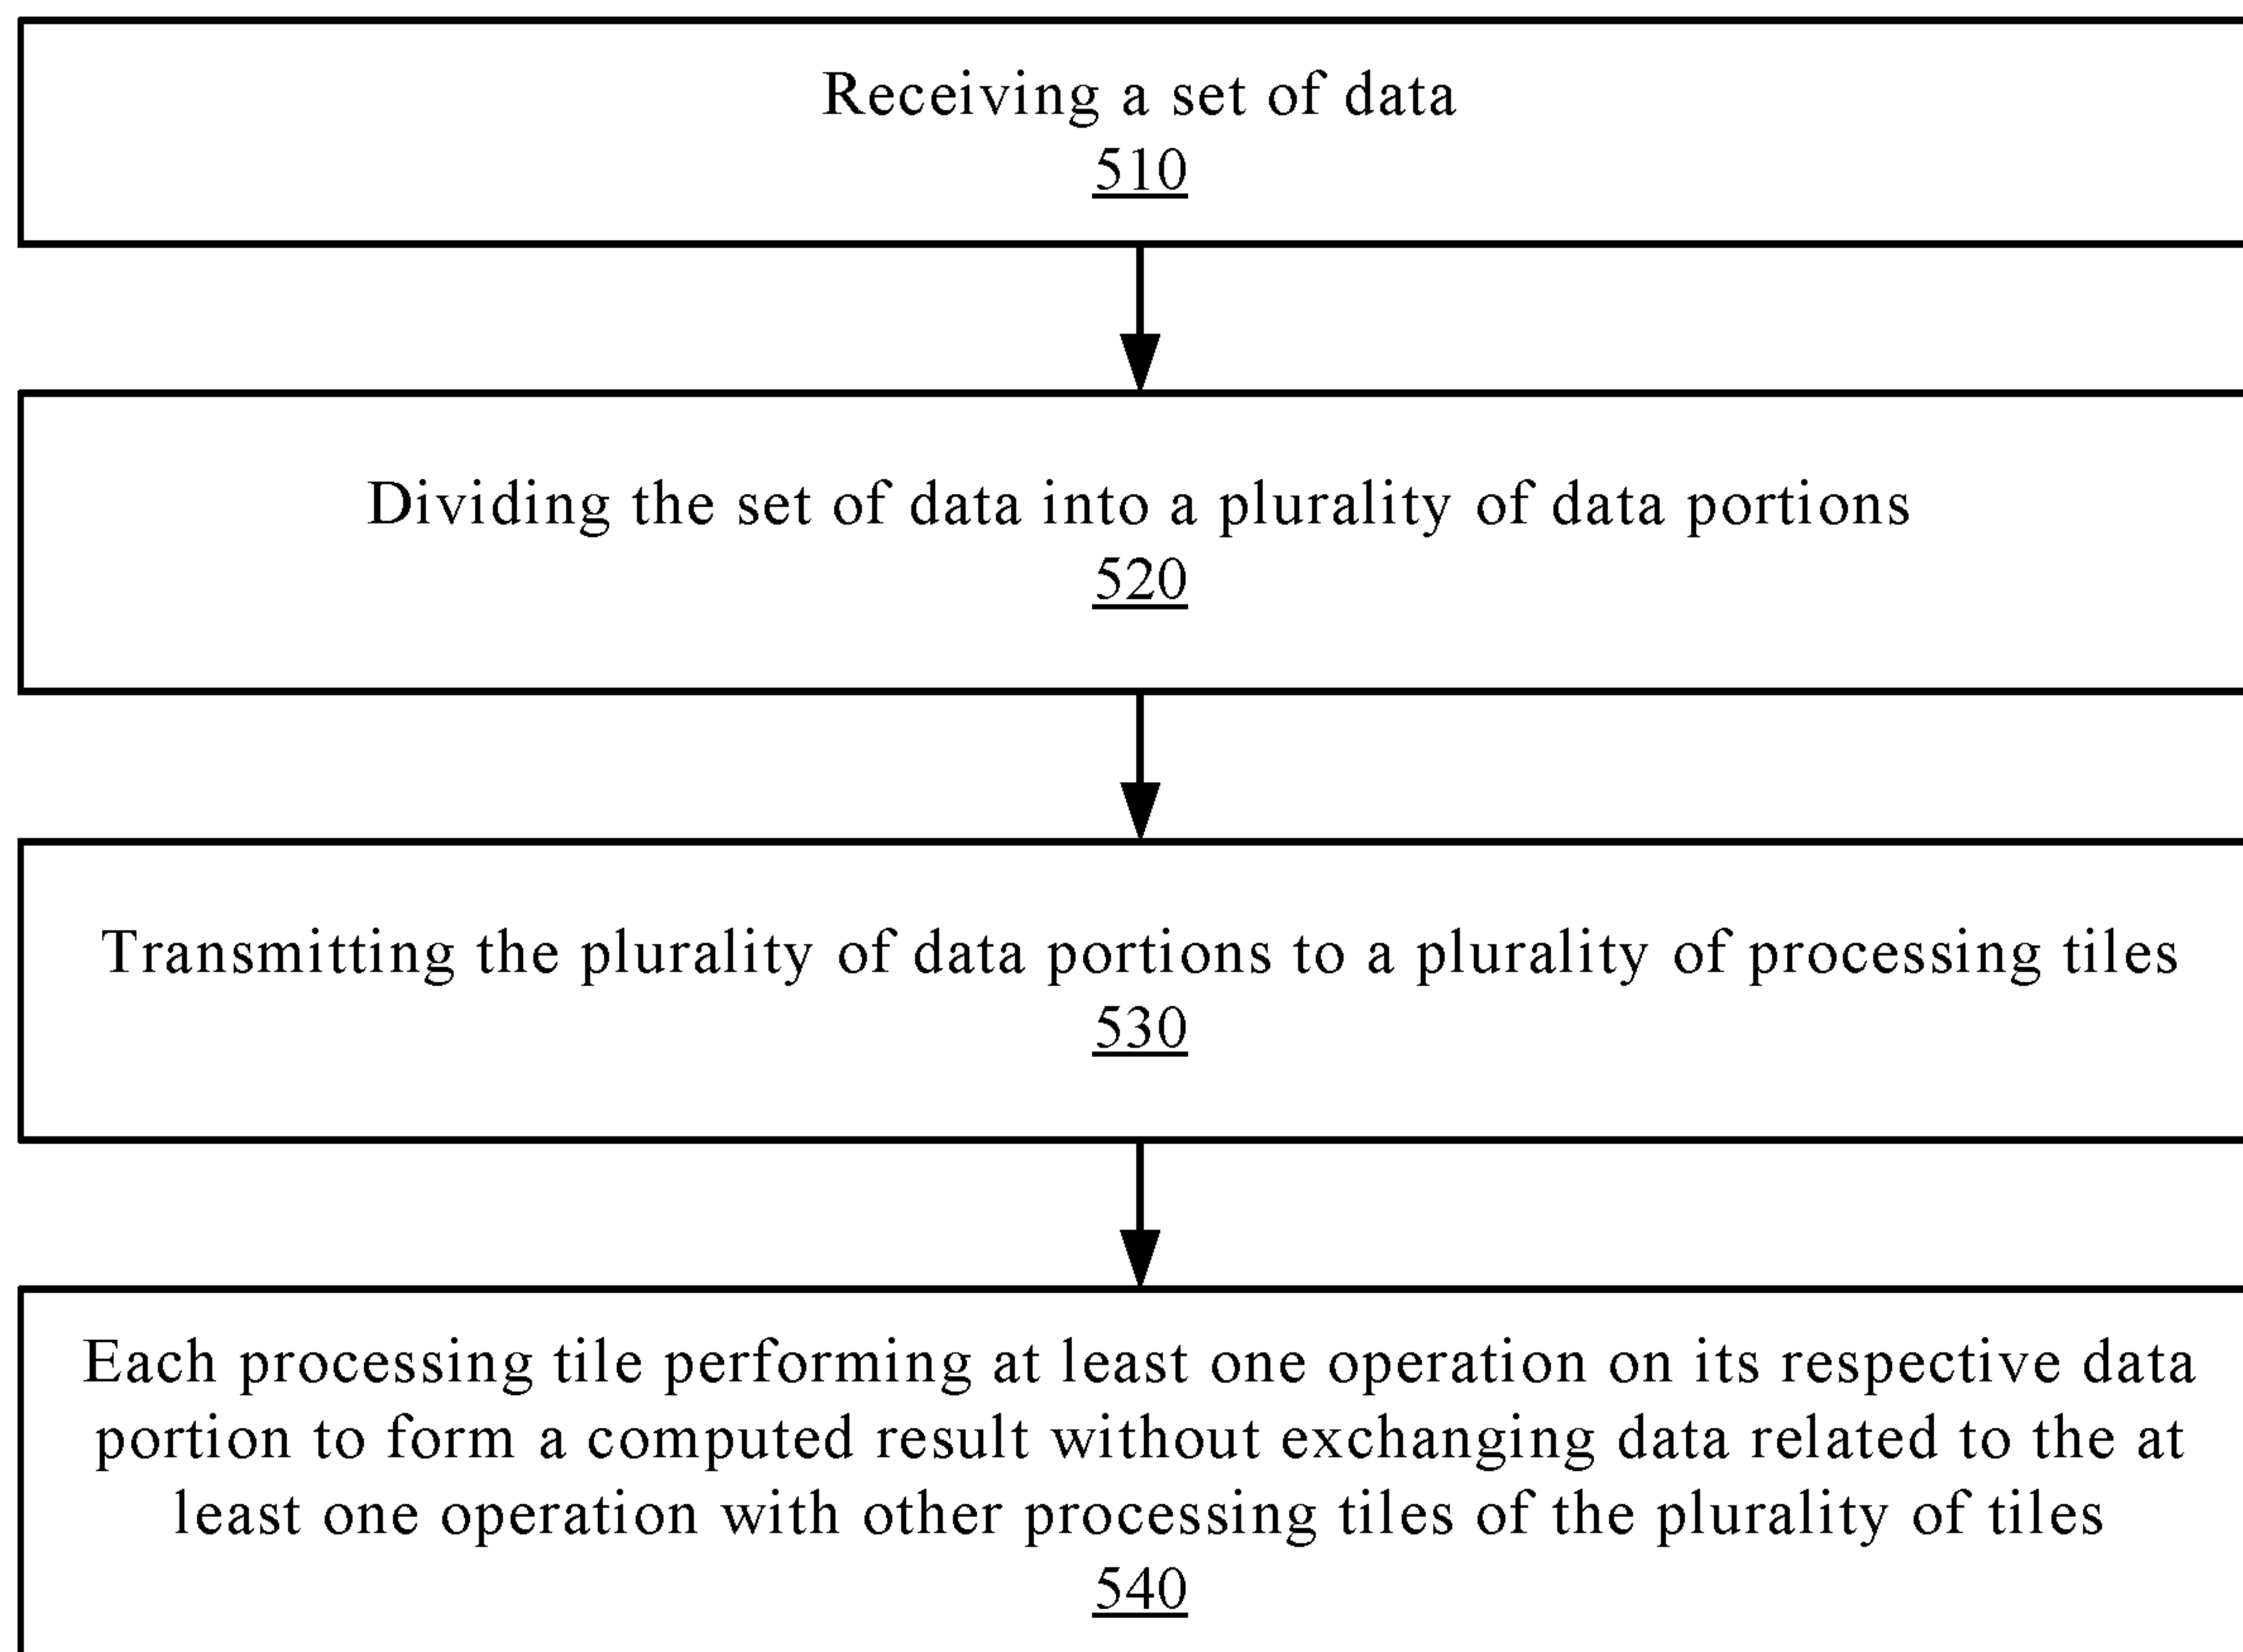 Receiving a set of data
510
Dividing the set of data into a plurality of data portions
520
Transmitting the plurality of data portions to a plurality of processing tiles
530
Each processing tile performing at least one operation on its respective data
portion to form a computed result without exchanging data related to the at
least one operation with other processing tiles of the plurality of tiles
540